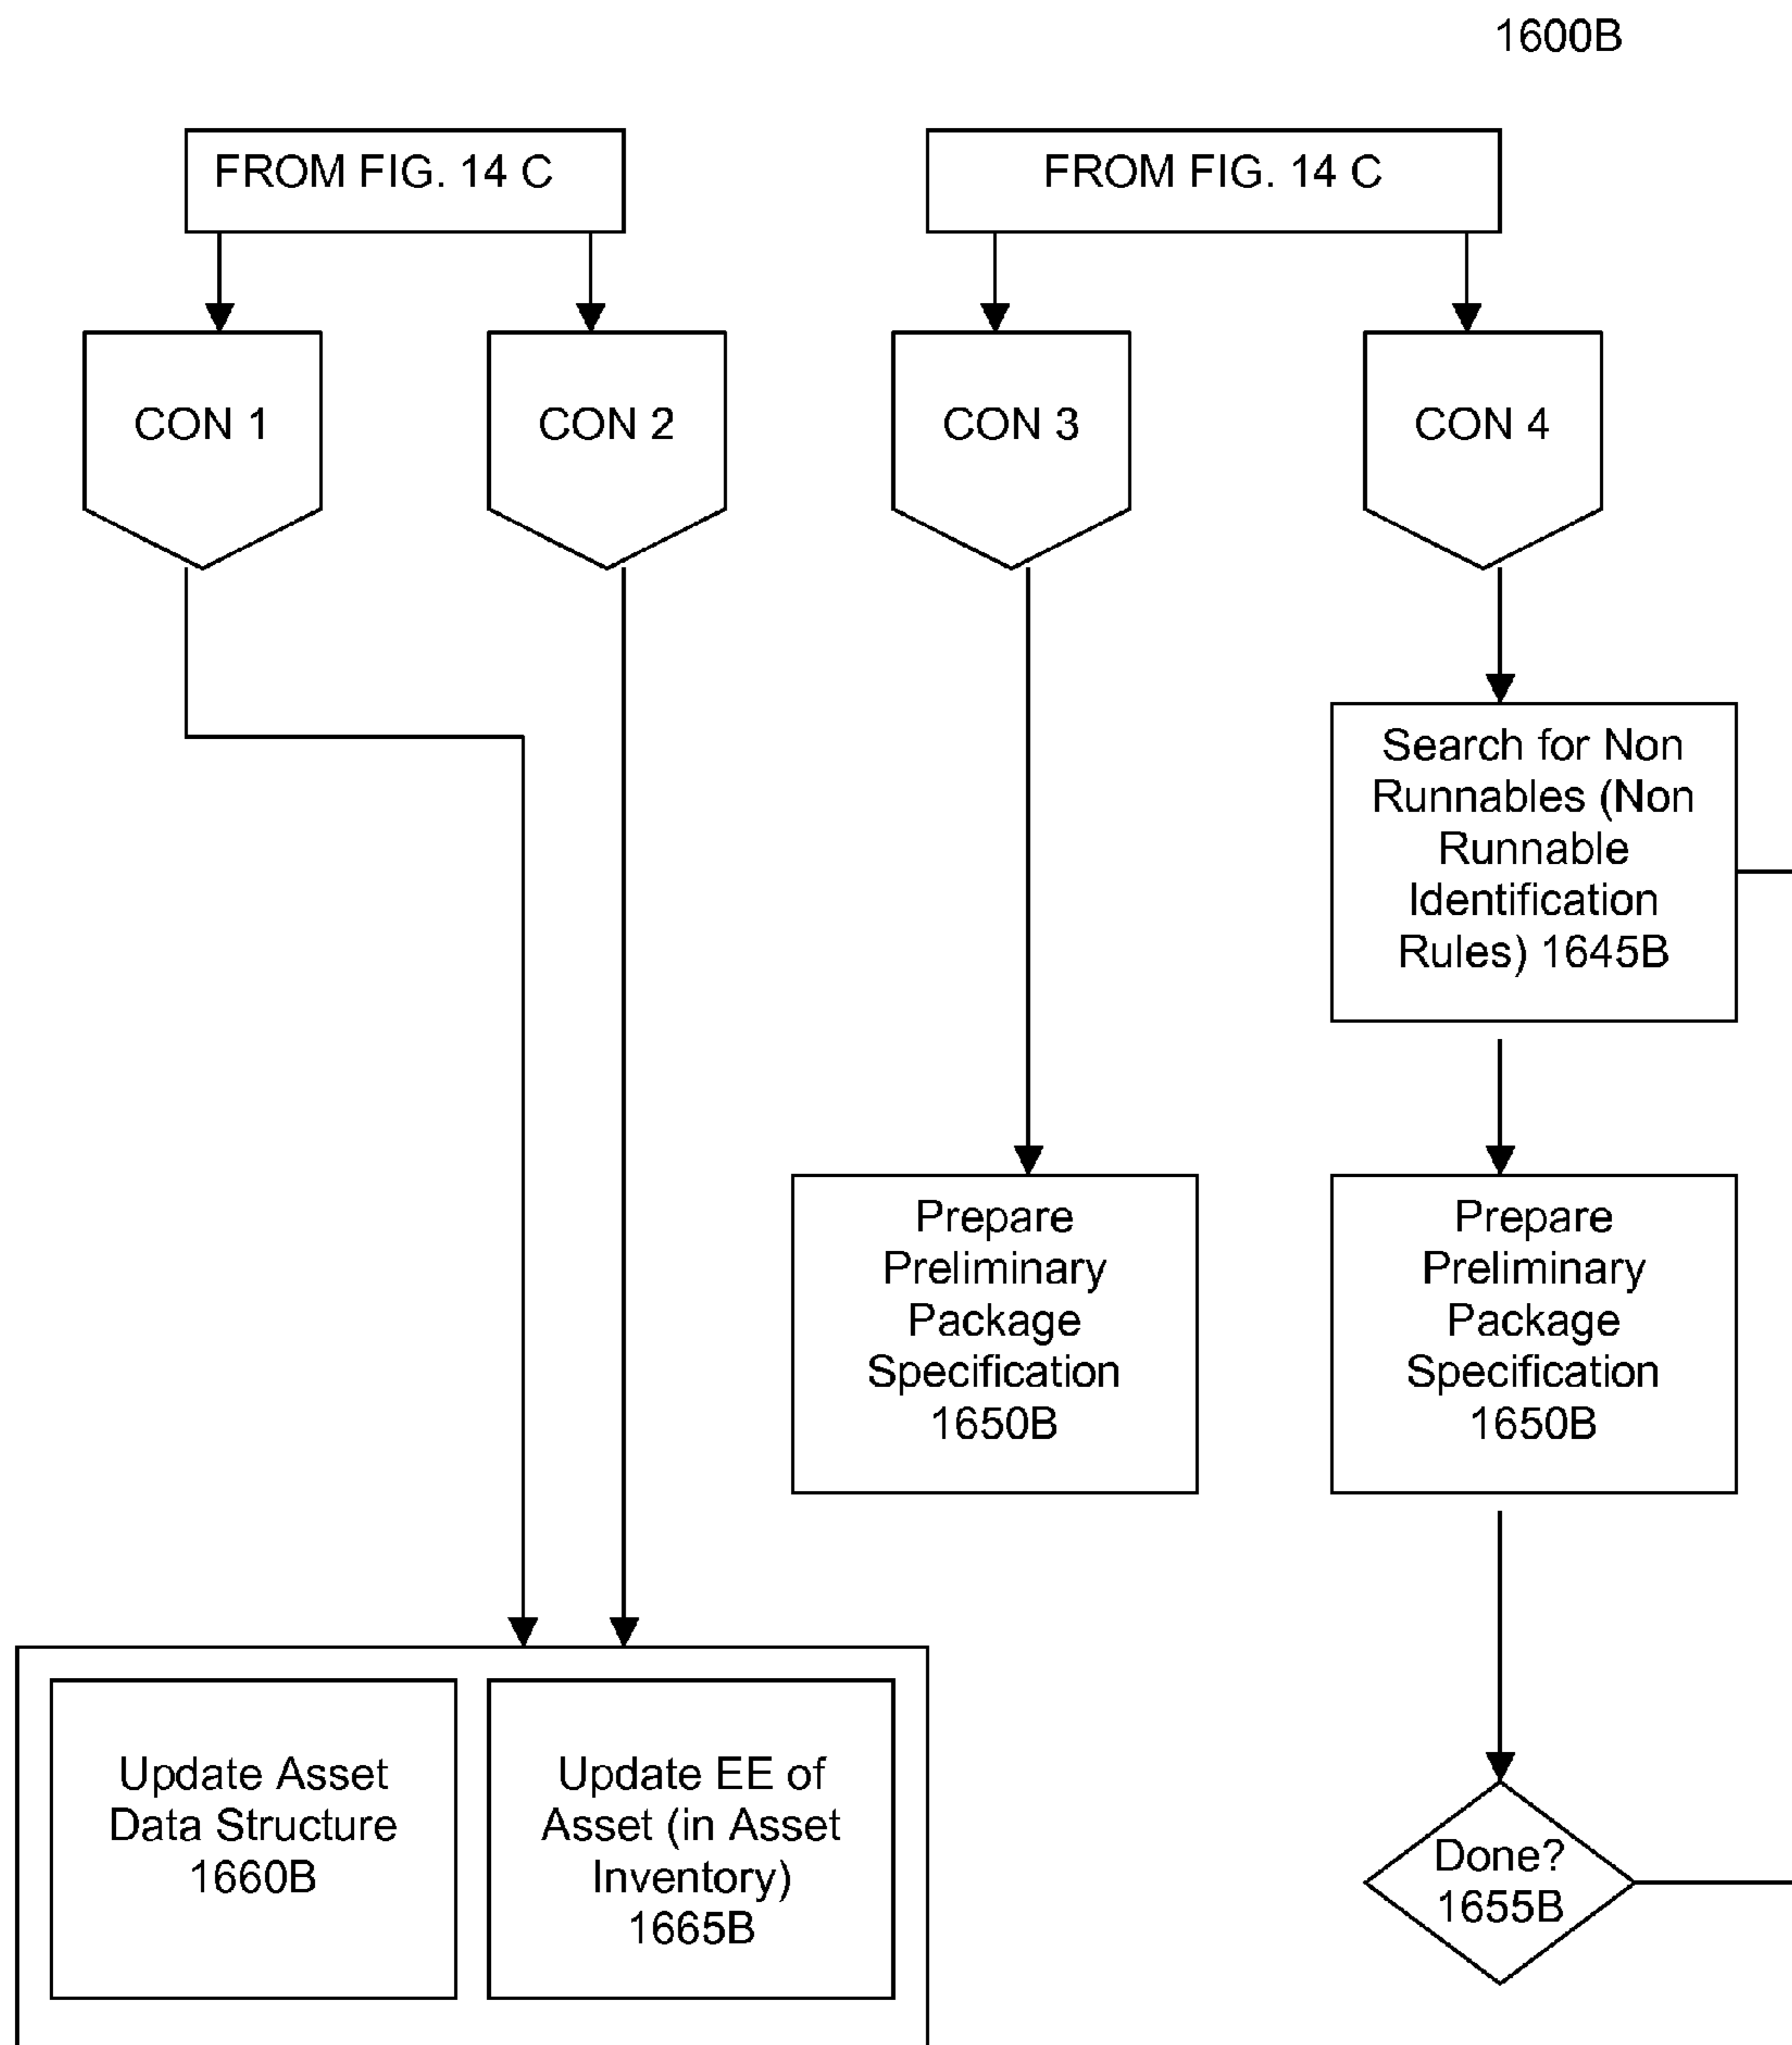 1600B
FROM FIG. 14 C
FROM FIG. 14 C
CON 1
CON 2
CON 3
CON 4
Search for Non
Runnables (Non
Runnable
Identification
Rules) 1645B
Prepare
Preliminary
Package
Specification
1650B
Prepare
Preliminary
Package
Specification
1650B
Update Asset
Data Structure
1660B
Update EE of
Asset (in Asset
Inventory)
1665B
Done?
1655B